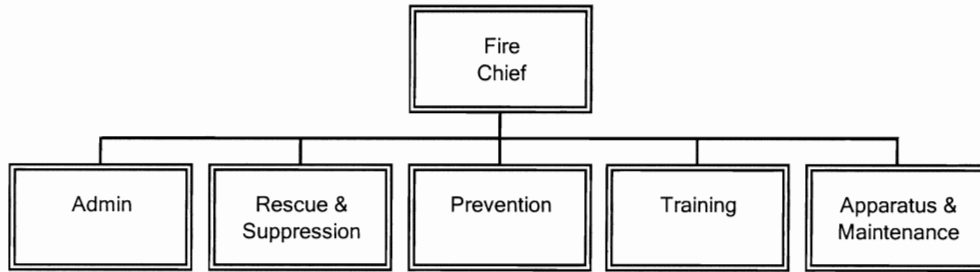 Fire
Chief
Admin
Rescue &
Suppression
Prevention
Training
Apparatus &
Maintenance